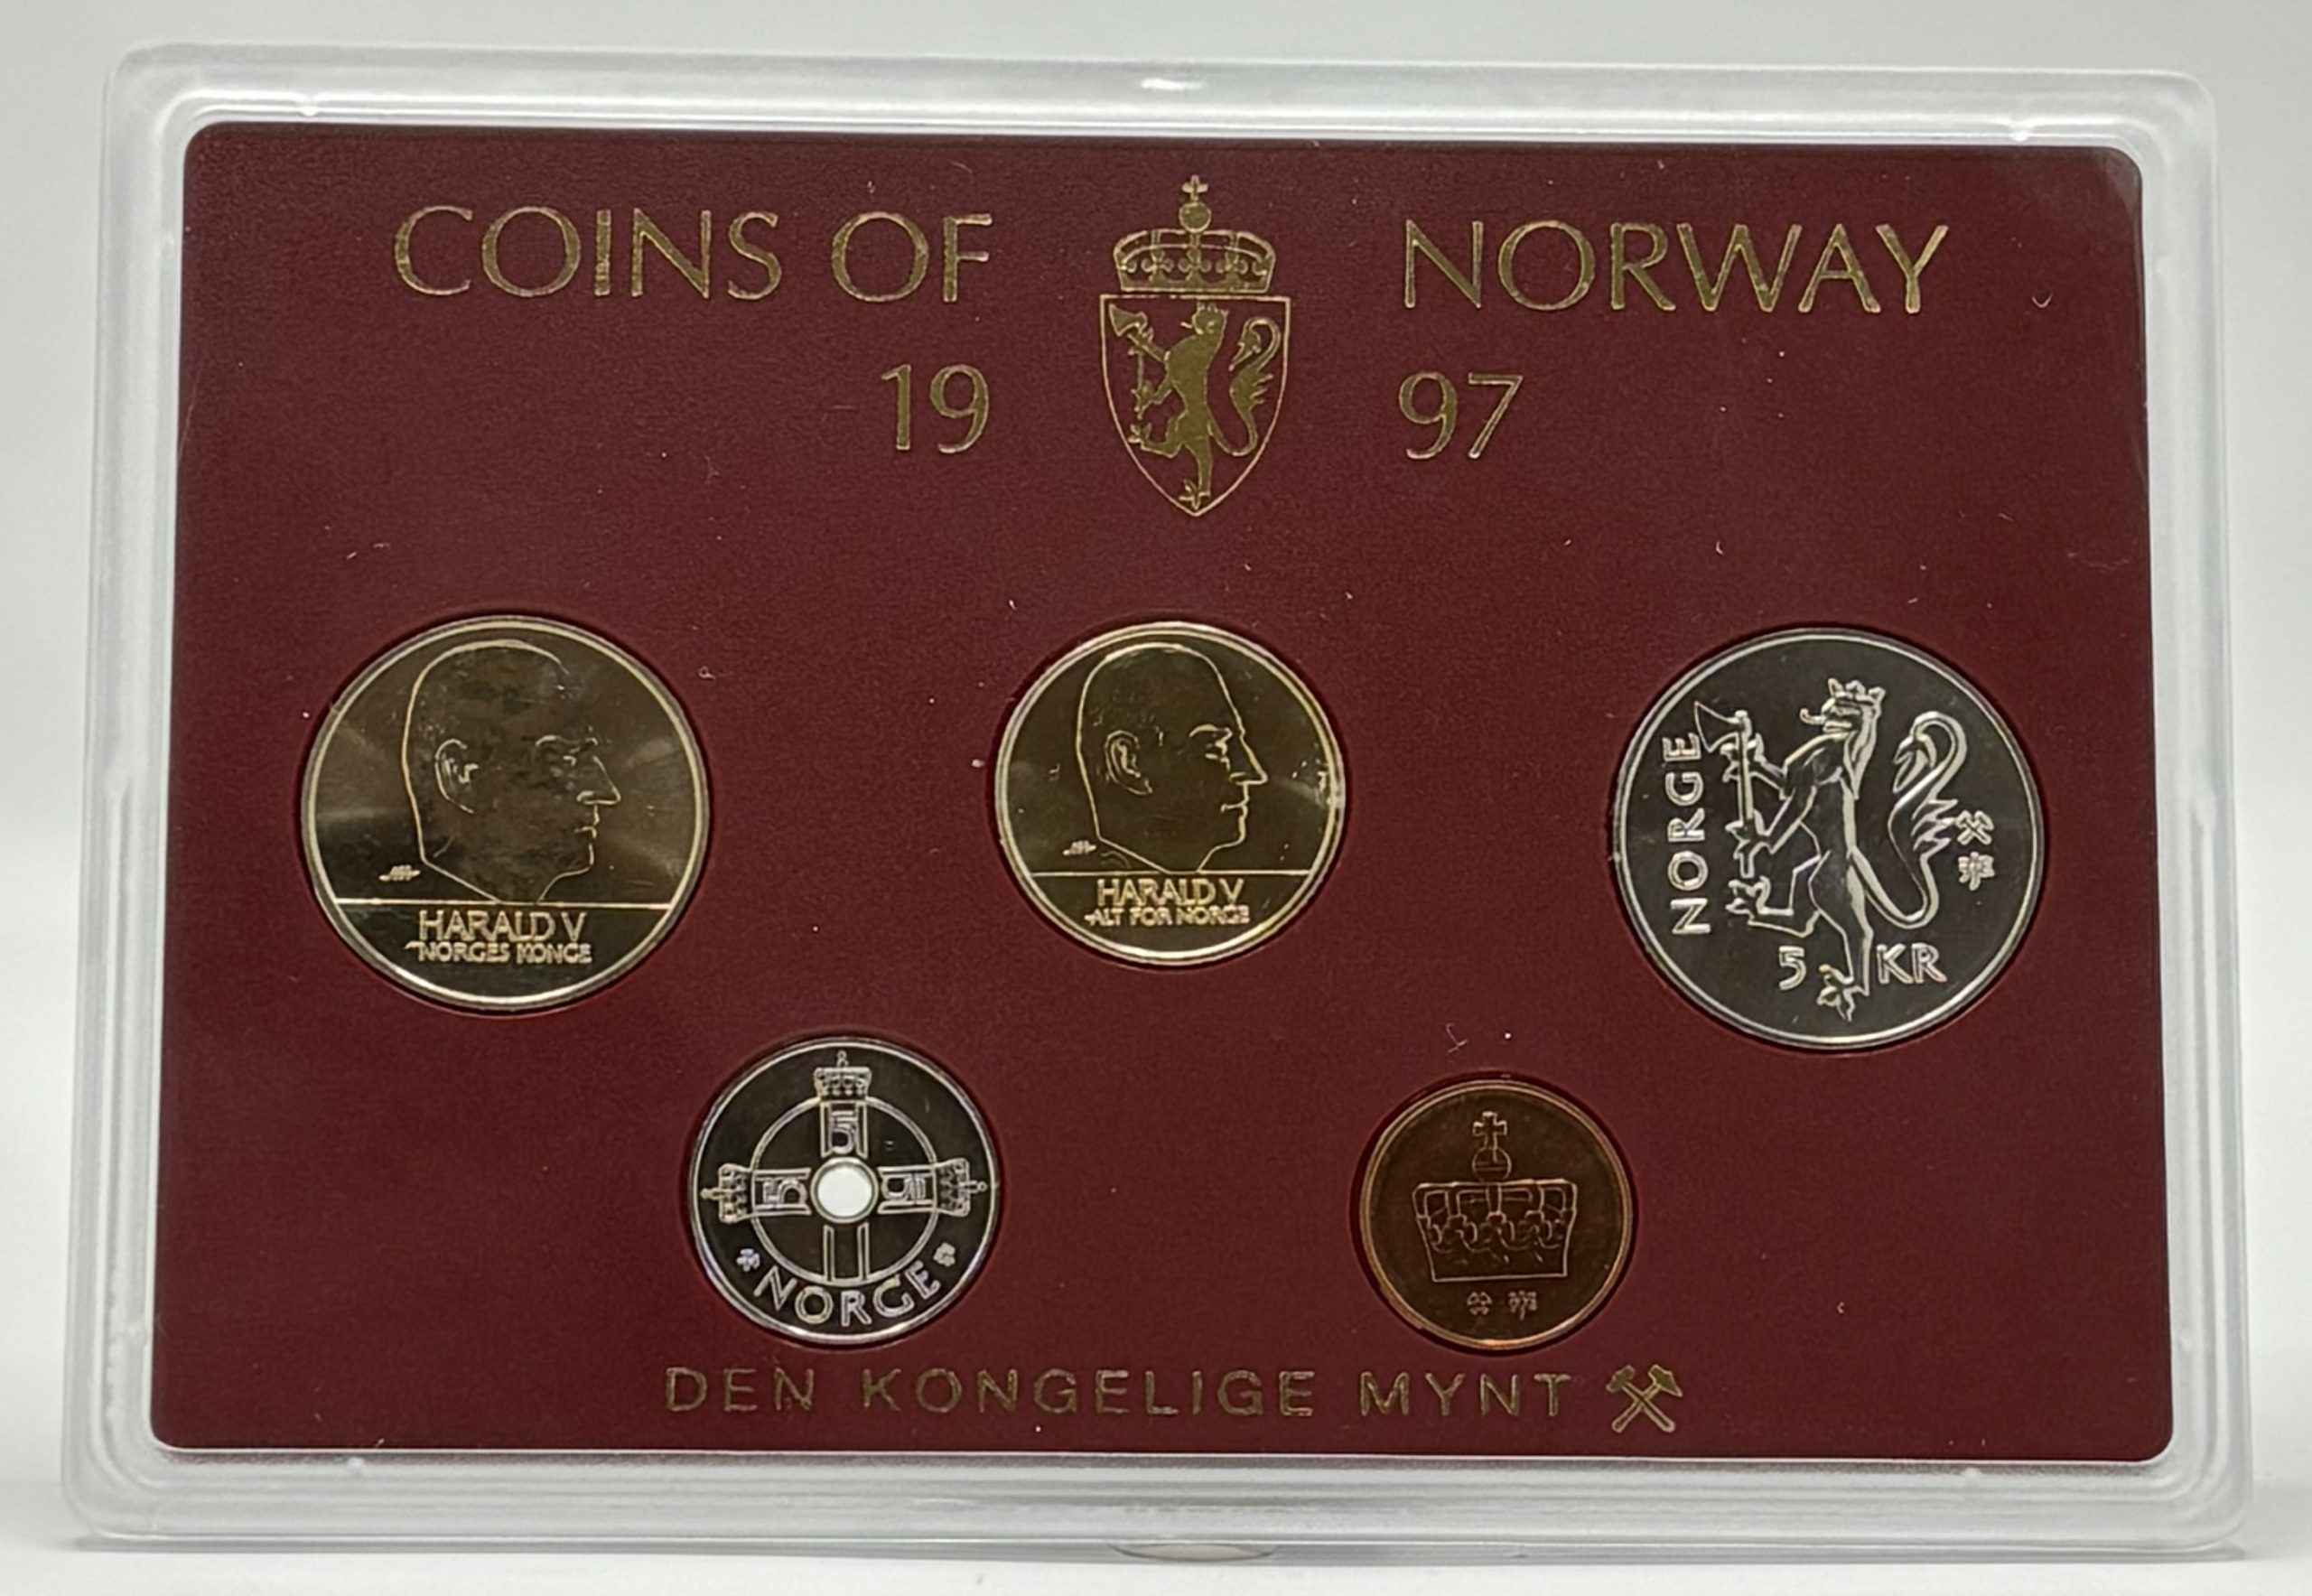 COINS OF NORWAY
19 97
HARALD V
NORGES KONGE
HARALD V
ALT FOR NORGE
NORGE
5 KR
NORGE
DEN KONGELIGE MYNT